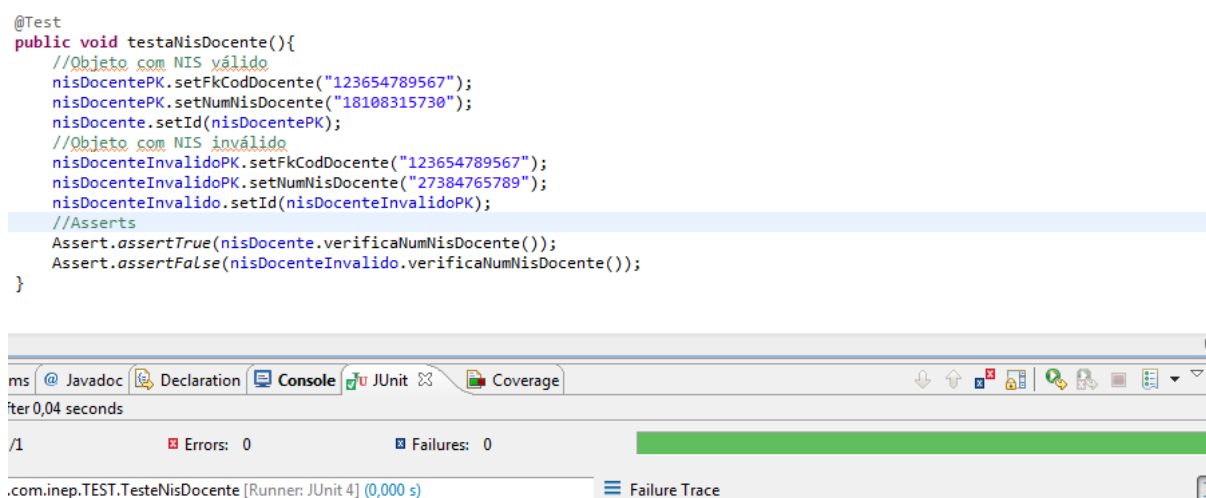 @Test
public void testaNisDocente(){
//Objeto com NIS válido
nisDocentePK.setFkCodDocente("123654789567");
nisDocentePK.setNumNisDocente("18108315730");
nisDocente.setId(nisDocentePK);
//Objeto com NIS inválido
nisDocenteInvalidoPK.setFkCodDocente("123654789567");
nisDocenteInvalidoPK.setNumNisDocente("27384765789");
nisDocenteInvalido.setId(nisDocenteInvalidoPK);
//Asserts
Assert.assertTrue(nisDocente.verificaNumNisDocente());
Assert.assertFalse(nisDocenteInvalido.verificaNumNisDocente());
}
ms @ Javadoc Declaration Console JU JUnit Coverage
fter 0,04 seconds
/1 Errors: 0 Failures: 0
.com.inep.TEST.TesteNisDocente [Runner: JUnit 4] (0,000 s) Failure Trace